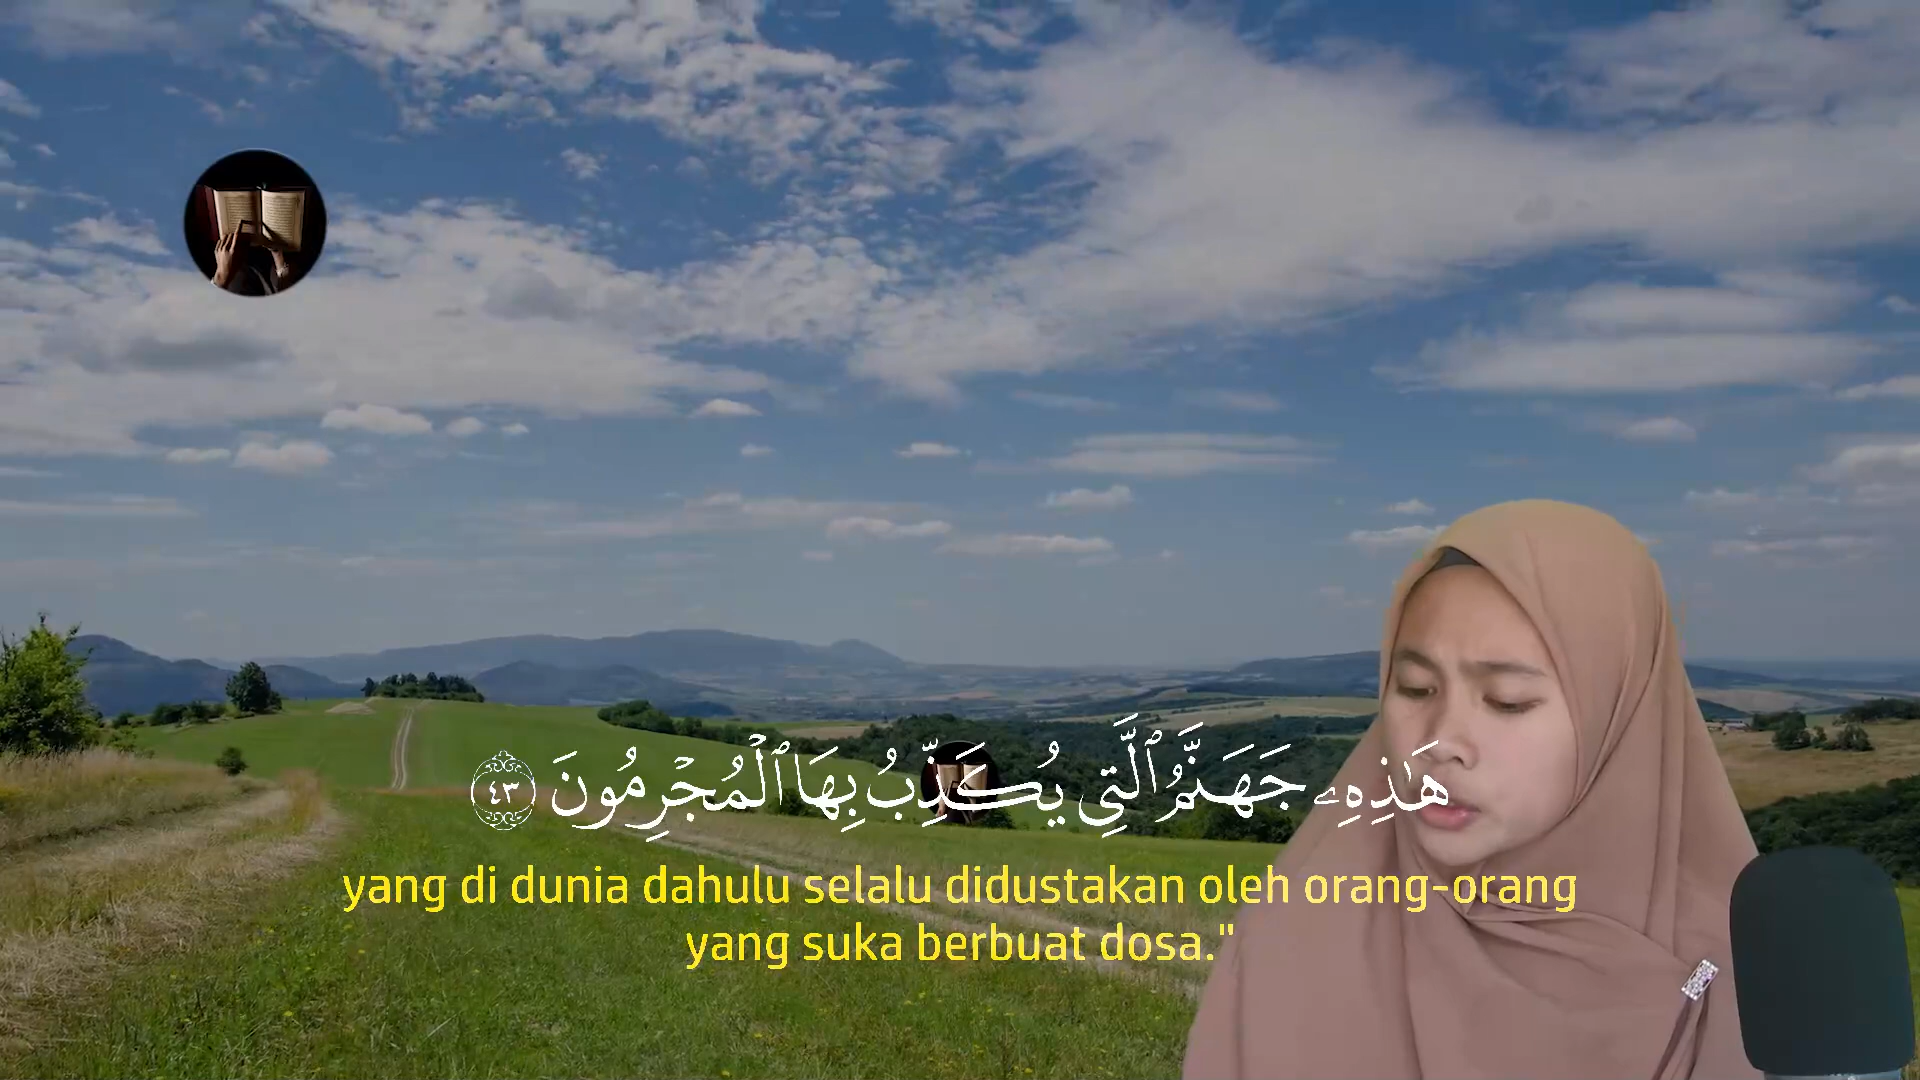 هَـٰذِهِۦ جَهَنَّمُ ٱلَّتِي يُكَذِّبُ بِهَا ٱلْمُجْرِمُونَ ٤٣
yang di dunia dahulu selalu didustakan oleh orang-orang
yang suka berbuat dosa."